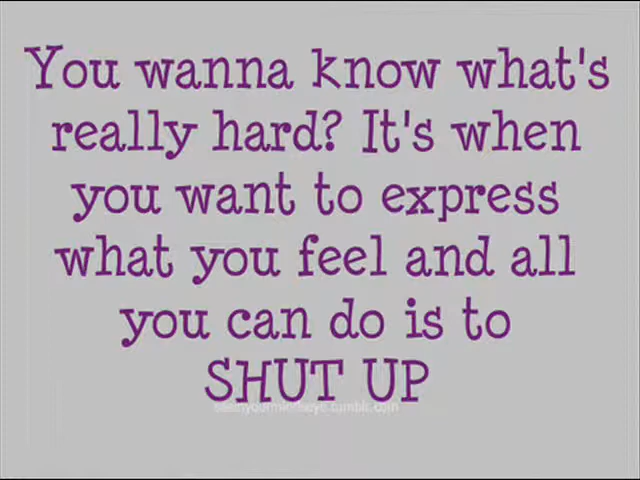 You wanna know what's
really hard? It's when
you want to express
what you feel and all
you can do is to
SHUT UP